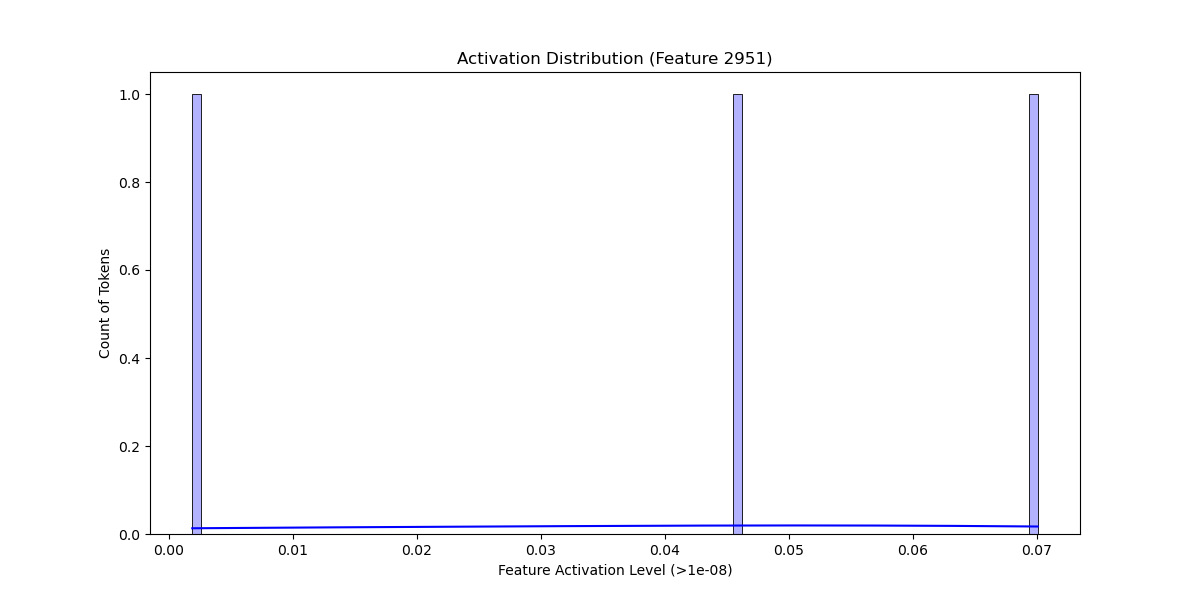 Activation Distribution (Feature 2951)
1.0
0.8
0.6
0.4
0.2
0.0
Count of Tokens
0.00 0.01 0.02 0.03 0.04 0.05 0.06 0.07
Feature Activation Level (>1e-08)